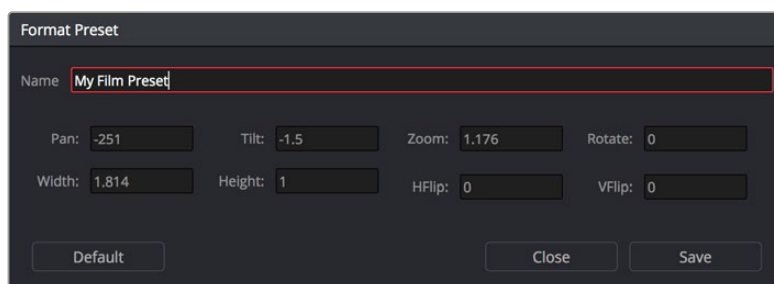 Format Preset
Name My Film Preset
Pan: -251 Tilt: -1.5 Zoom: 1.176 Rotate: 0
Width: 1.814 Height: 1 HFlip: 0 VFlip: 0
Default Close Save